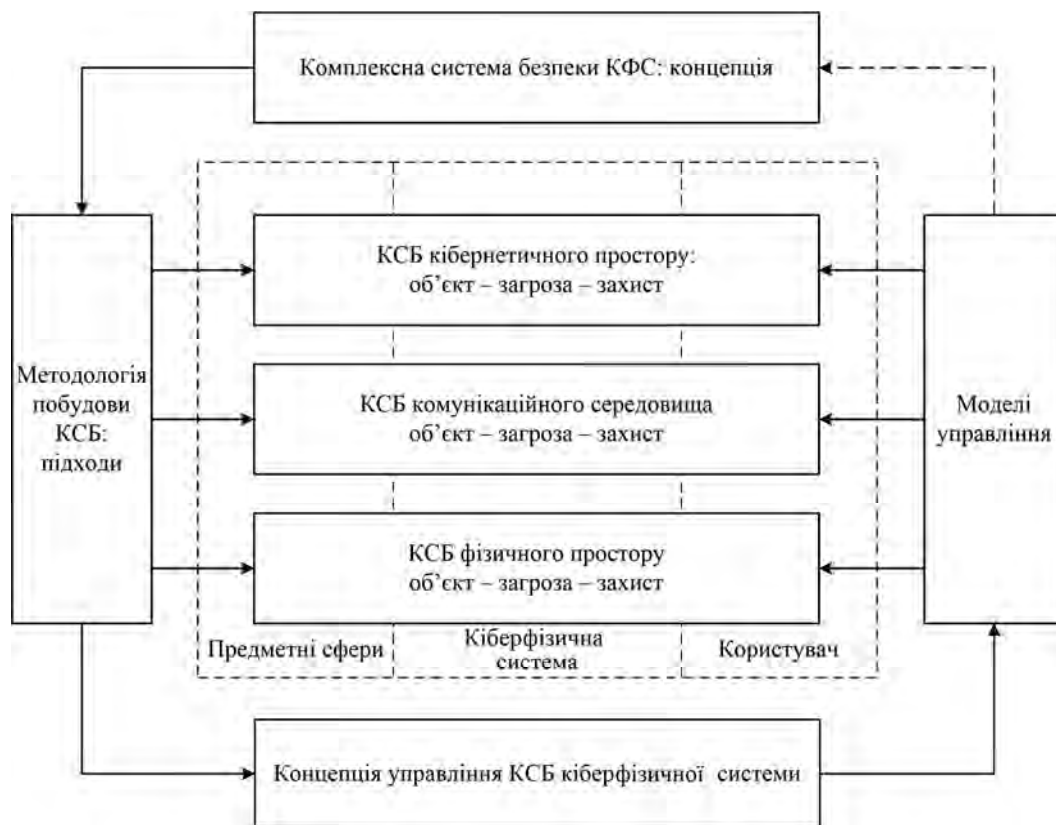 Комплексна система безпеки КФС: концепція
КСБ кібернетичного простору:
об’єкт – загроза – захист
Методологія
побудови
КСБ:
підходи
КСБ комунікаційного середовища
об’єкт – загроза – захист
Моделі
управління
КСБ фізичного простору
об’єкт – загроза – захист
Предметні сфери
Кіберфізична
система
Користувач
Концепція управління КСБ кіберфізичної системи